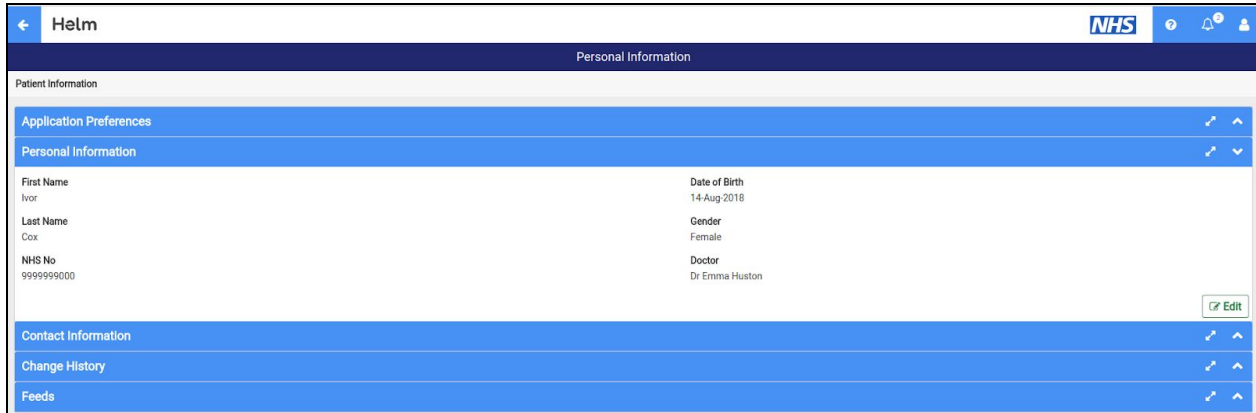 Helm
NHS
2
Personal Information
Patient Information
Application Preferences
Personal Information
First Name
Ivor
Date of Birth
14-Aug-2018
Last Name
Cox
Gender
Female
NHS No
9999999000
Doctor
Dr Emma Huston
Edit
Contact Information
Change History
Feeds